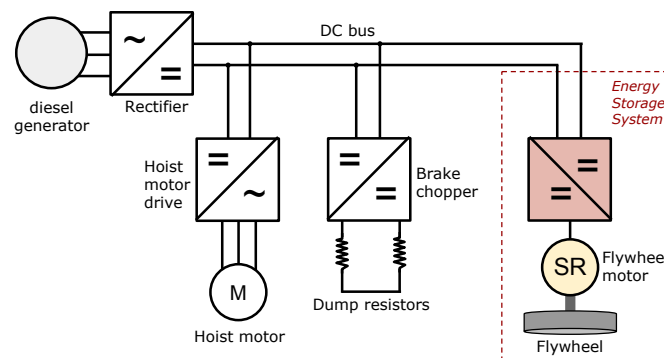 DC bus
~
=
diesel
generator
Rectifier
Energy
Storage
System
Hoist
motor
drive
=
~
=
=
Brake
chopper
=
=
M
Hoist motor
Dump resistors
SR
Flywhee
motor
Flywheel